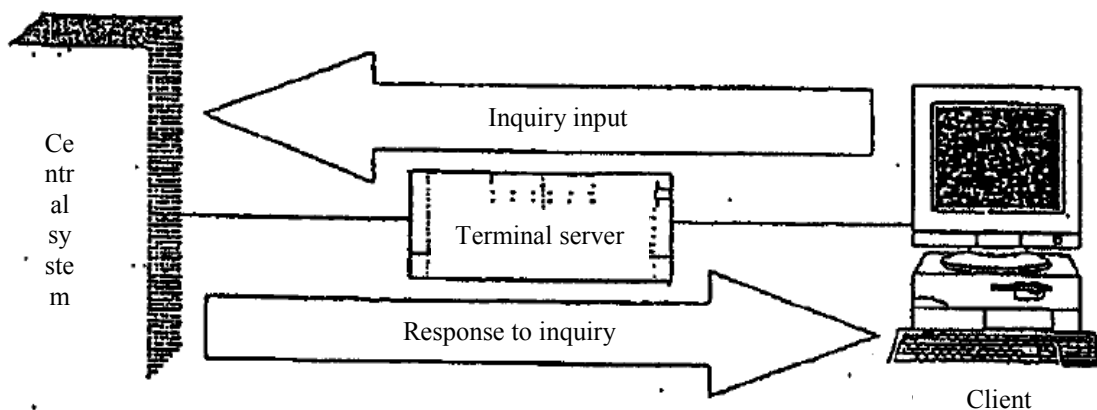 Inquiry input
Ce
ntr
al
sy
ste
m
Terminal server
Response to inquiry
Client